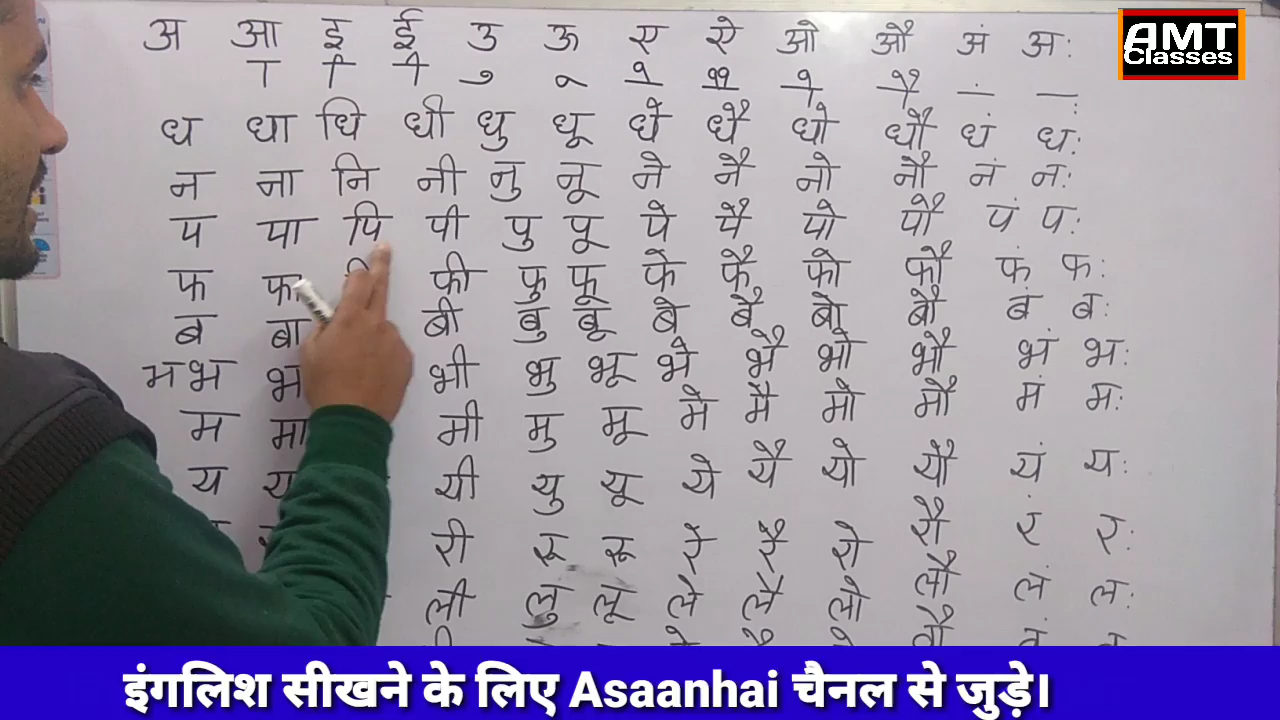 अ आ इ ई उ ऊ ए ऐ ओ औ अं अः
AMT
Classes
ा ि ी ु ू े ै ो ौ ं ः
ध धा धि धी धु धू धे धै धो धौ धं धः
न ना नि नी नु नू ने नै नो नौ नं नः
प पा पि पी पु पू पे पै पो पौ पं पः
फ फा फी फु फू फे फै फो फौ फं फः
ब बा बी बु बू बे बै बो बौ बं बः
म भ भी भु भू भे भै भो भौ भं भः
म मा मी मु मू मे मै मो मौ मं मः
य यी यु यू ये यै यो यौ यं यः
री रु रू रे रै रो रौ रं रः
ली लु लू ले लै लो लौ लं लः
इंगलिश सीखने के लिए Asaanhai चैनल से जुड़े।